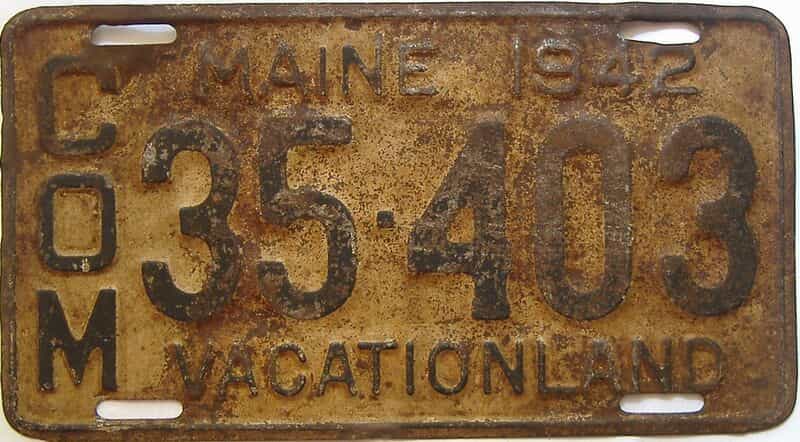 MAINE 1942
COM
35·403
VACATIONLAND